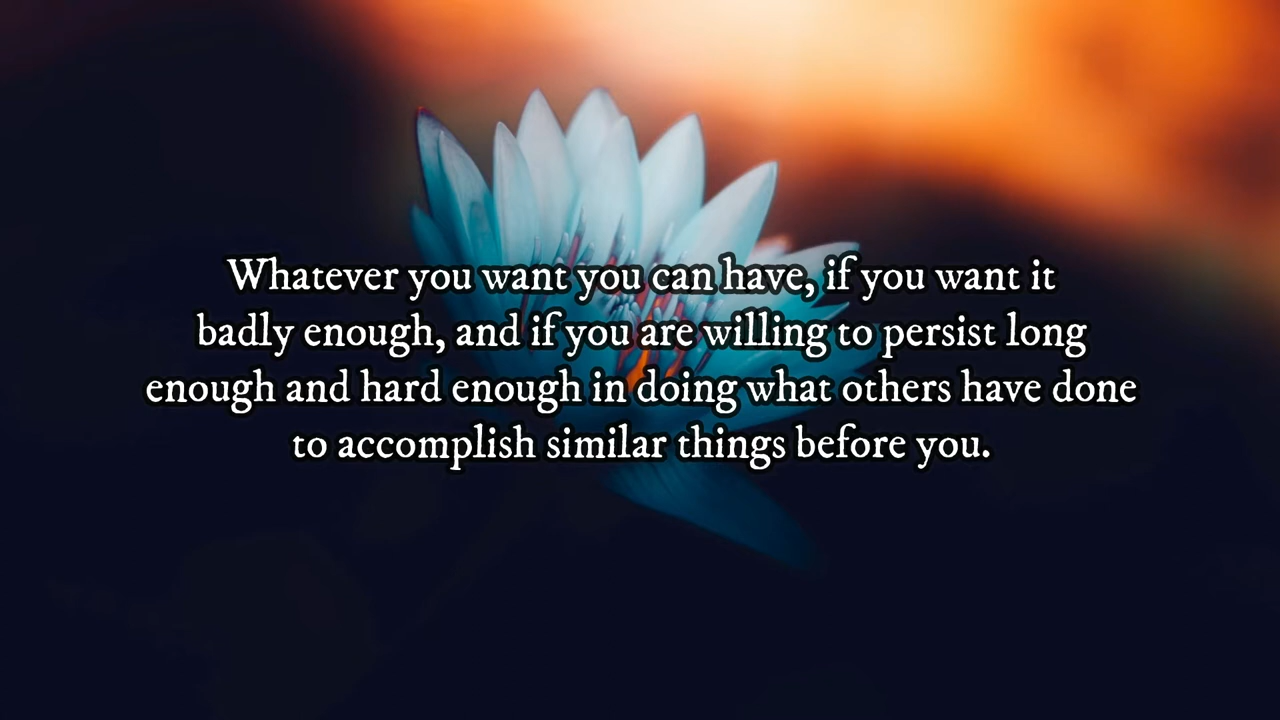 Whatever you want you can have, if you want it
badly enough, and if you are willing to persist long
enough and hard enough in doing what others have done
to accomplish similar things before you.